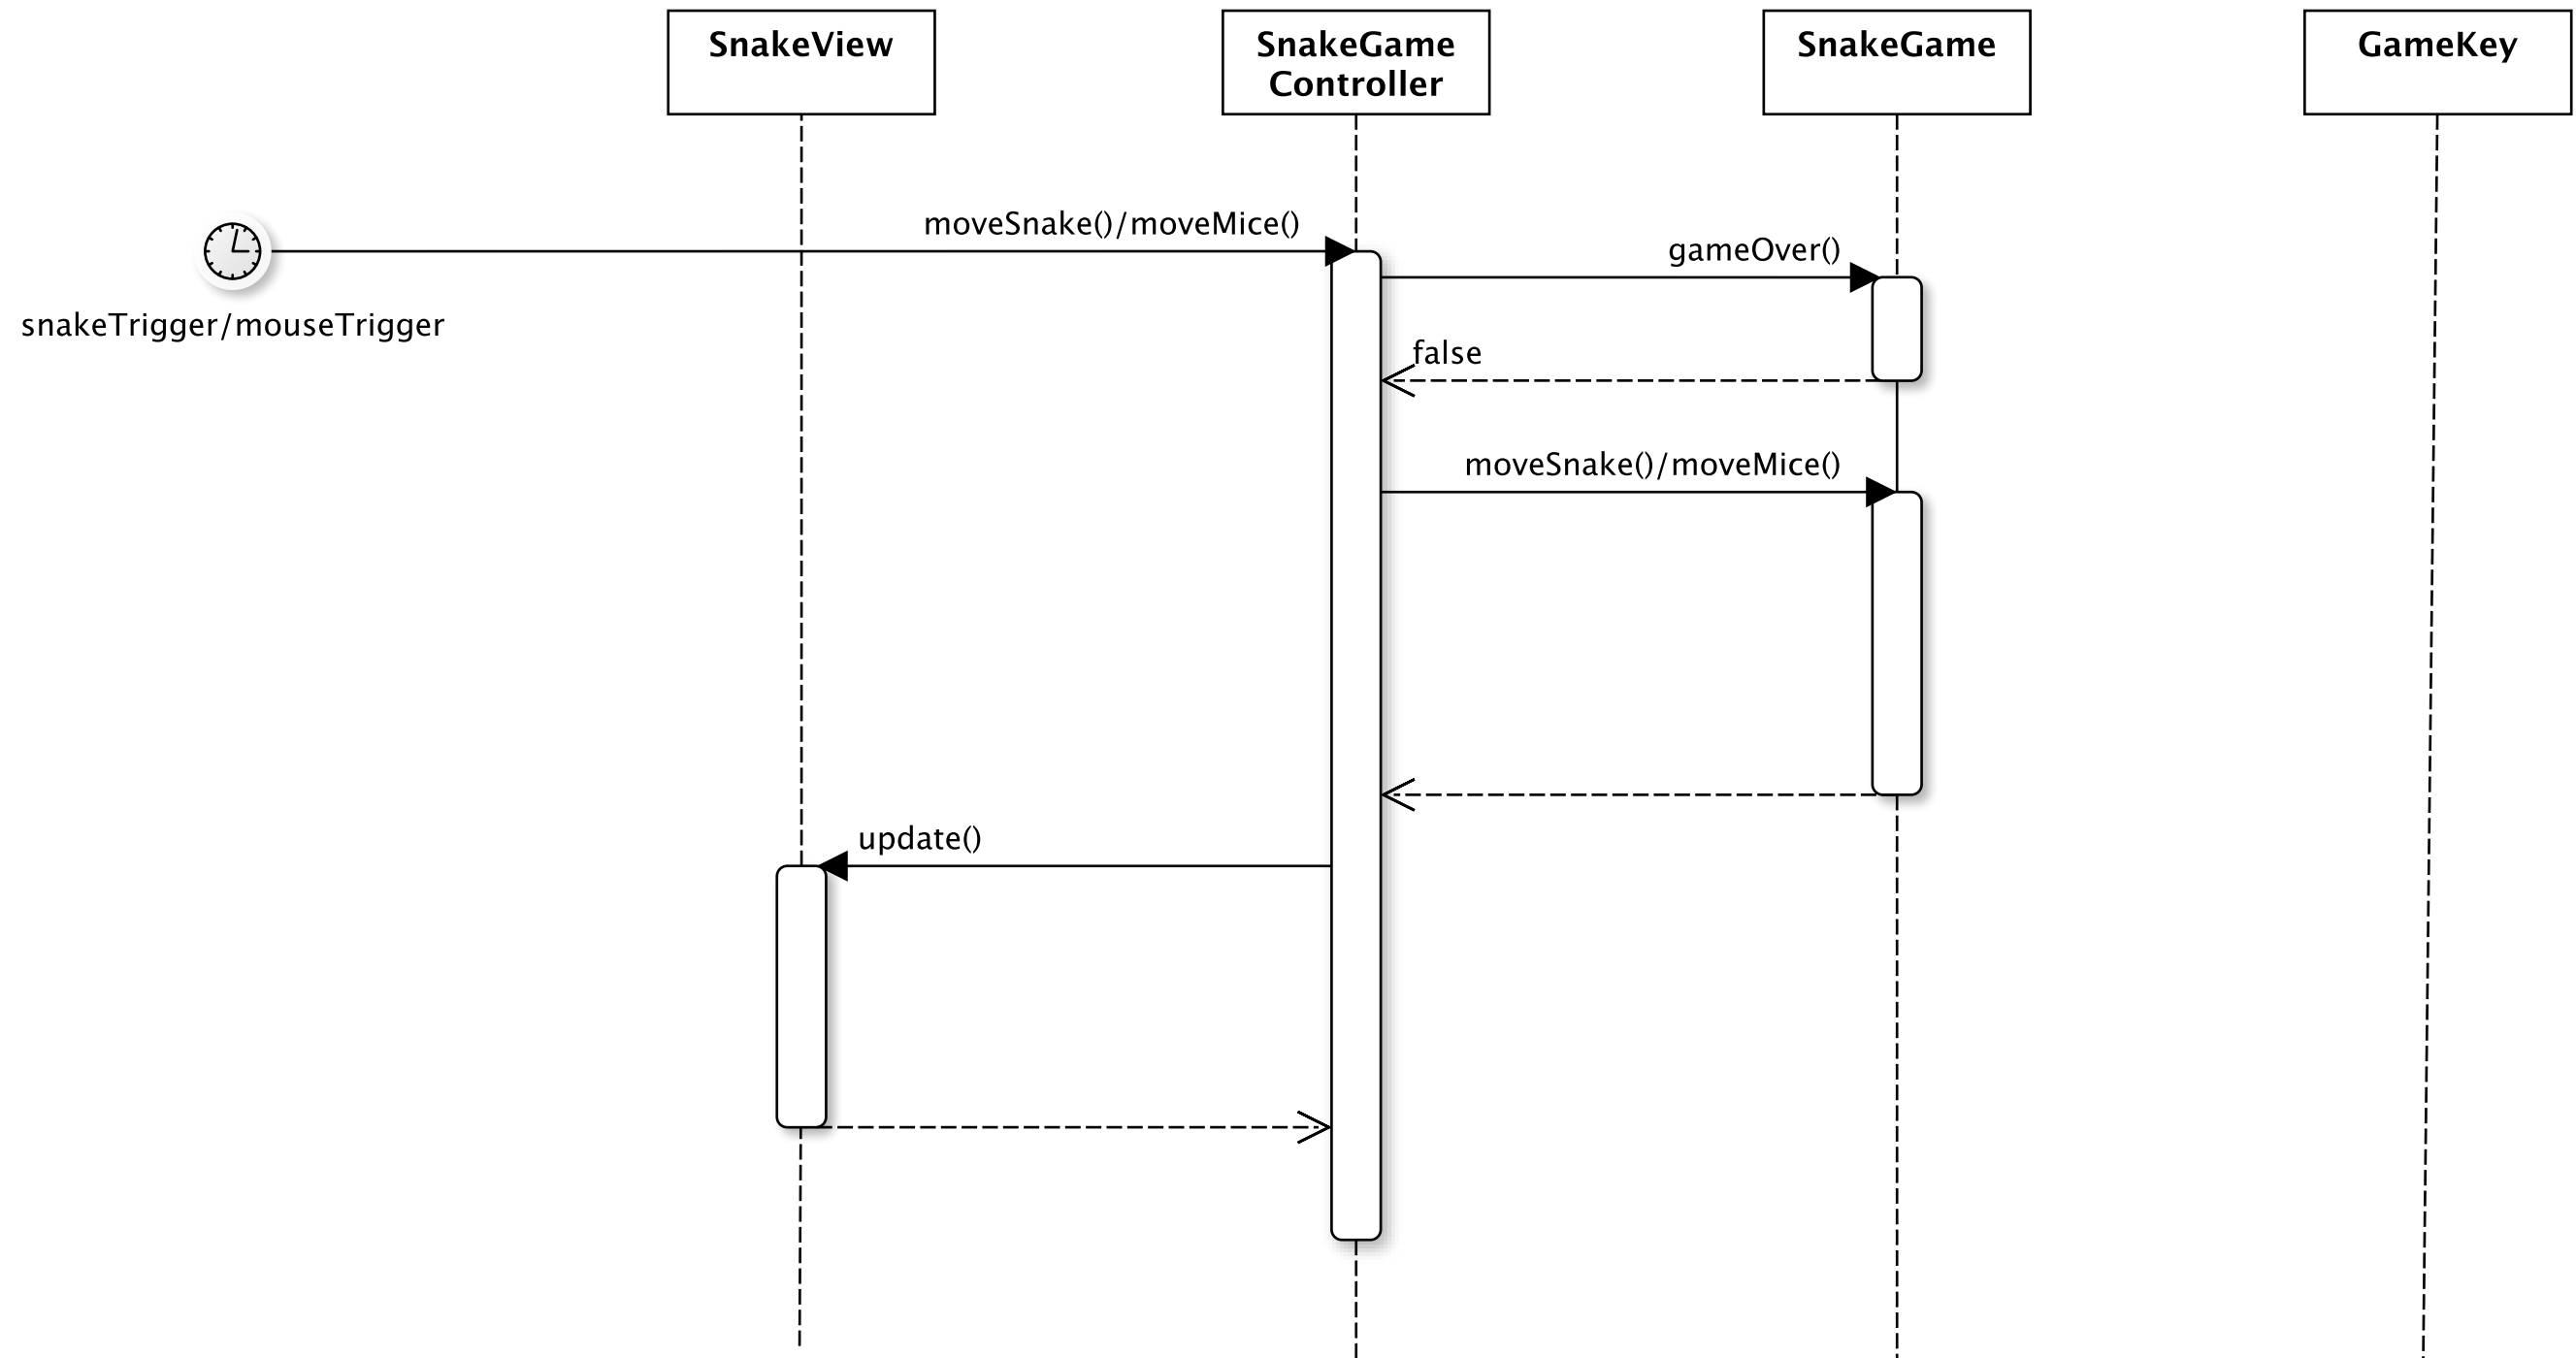 SnakeView
SnakeGame
Controller
SnakeGame
GameKey
moveSnake()/moveMice()
gameOver()
snakeTrigger/mouseTrigger
false
moveSnake()/moveMice()
update()